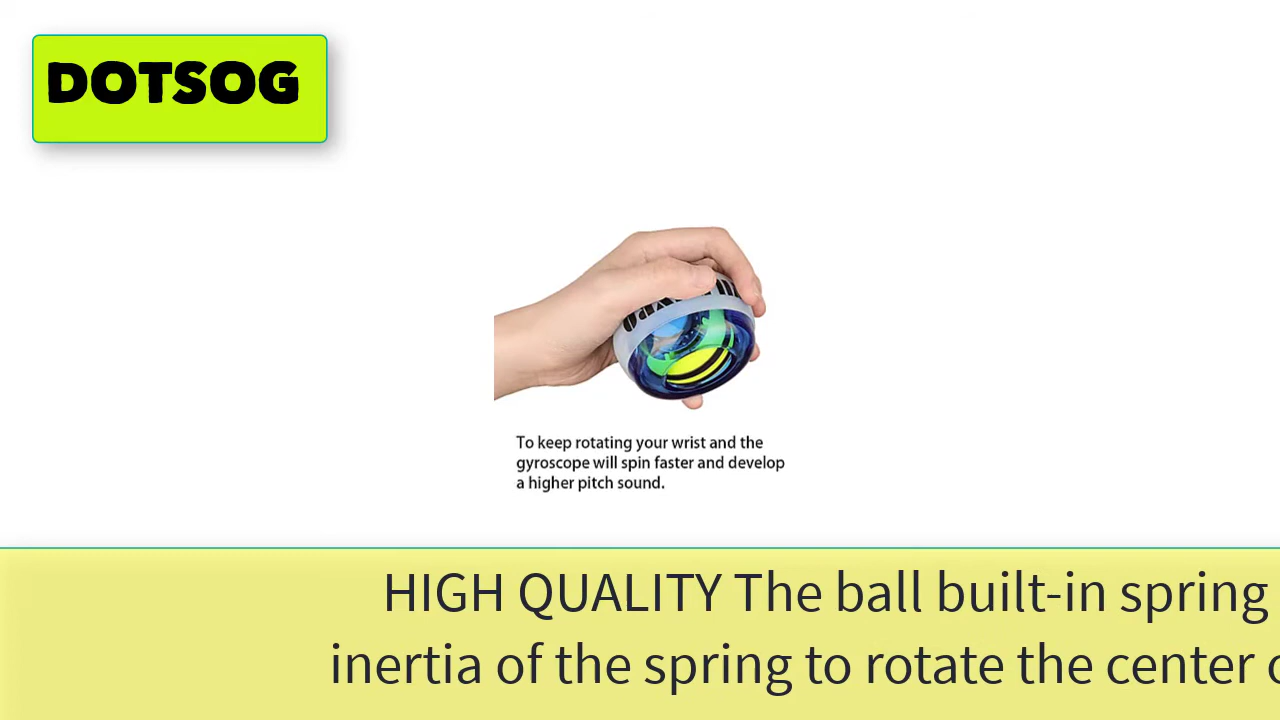 DOTSOG
To keep rotating your wrist and the
gyroscope will spin faster and develop
a higher pitch sound.
HIGH QUALITY The ball built-in spring
inertia of the spring to rotate the center